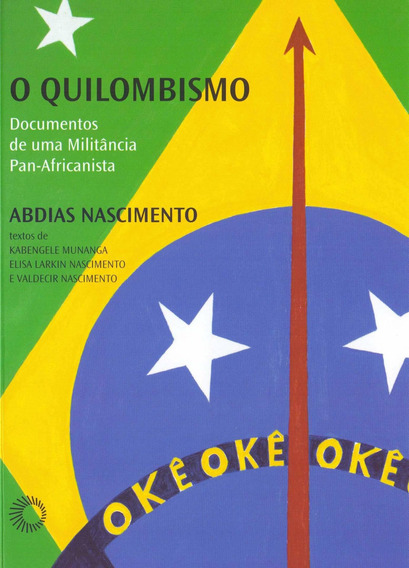 O QUILOMBISMO
Documentos
de uma Militância
Pan-Africanista
ABDIAS NASCIMENTO
textos de
KABENGELE MUNANGA
ELISA LARKIN NASCIMENTO
E VALDECIR NASCIMENTO
OKÊ OKÊ OKÊ